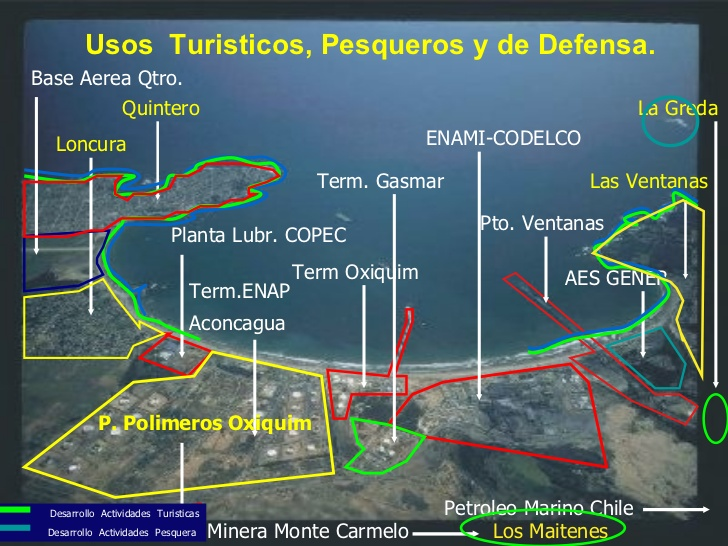 Usos Turisticos, Pesqueros y de Defensa.
Base Aerea Qtro.
Quintero
La Greda
Loncura
ENAMI-CODELCO
Term. Gasmar
Las Ventanas
Pto. Ventanas
Planta Lubr. COPEC
Term Oxiquim
AES GENER
Term.ENAP
Aconcagua
P. Polimeros Oxiquim
Petroleo Marino Chile
Desarrollo Actividades Turisticas
Desarrollo Actividades Pesquera
Minera Monte Carmelo
Los Maitenes